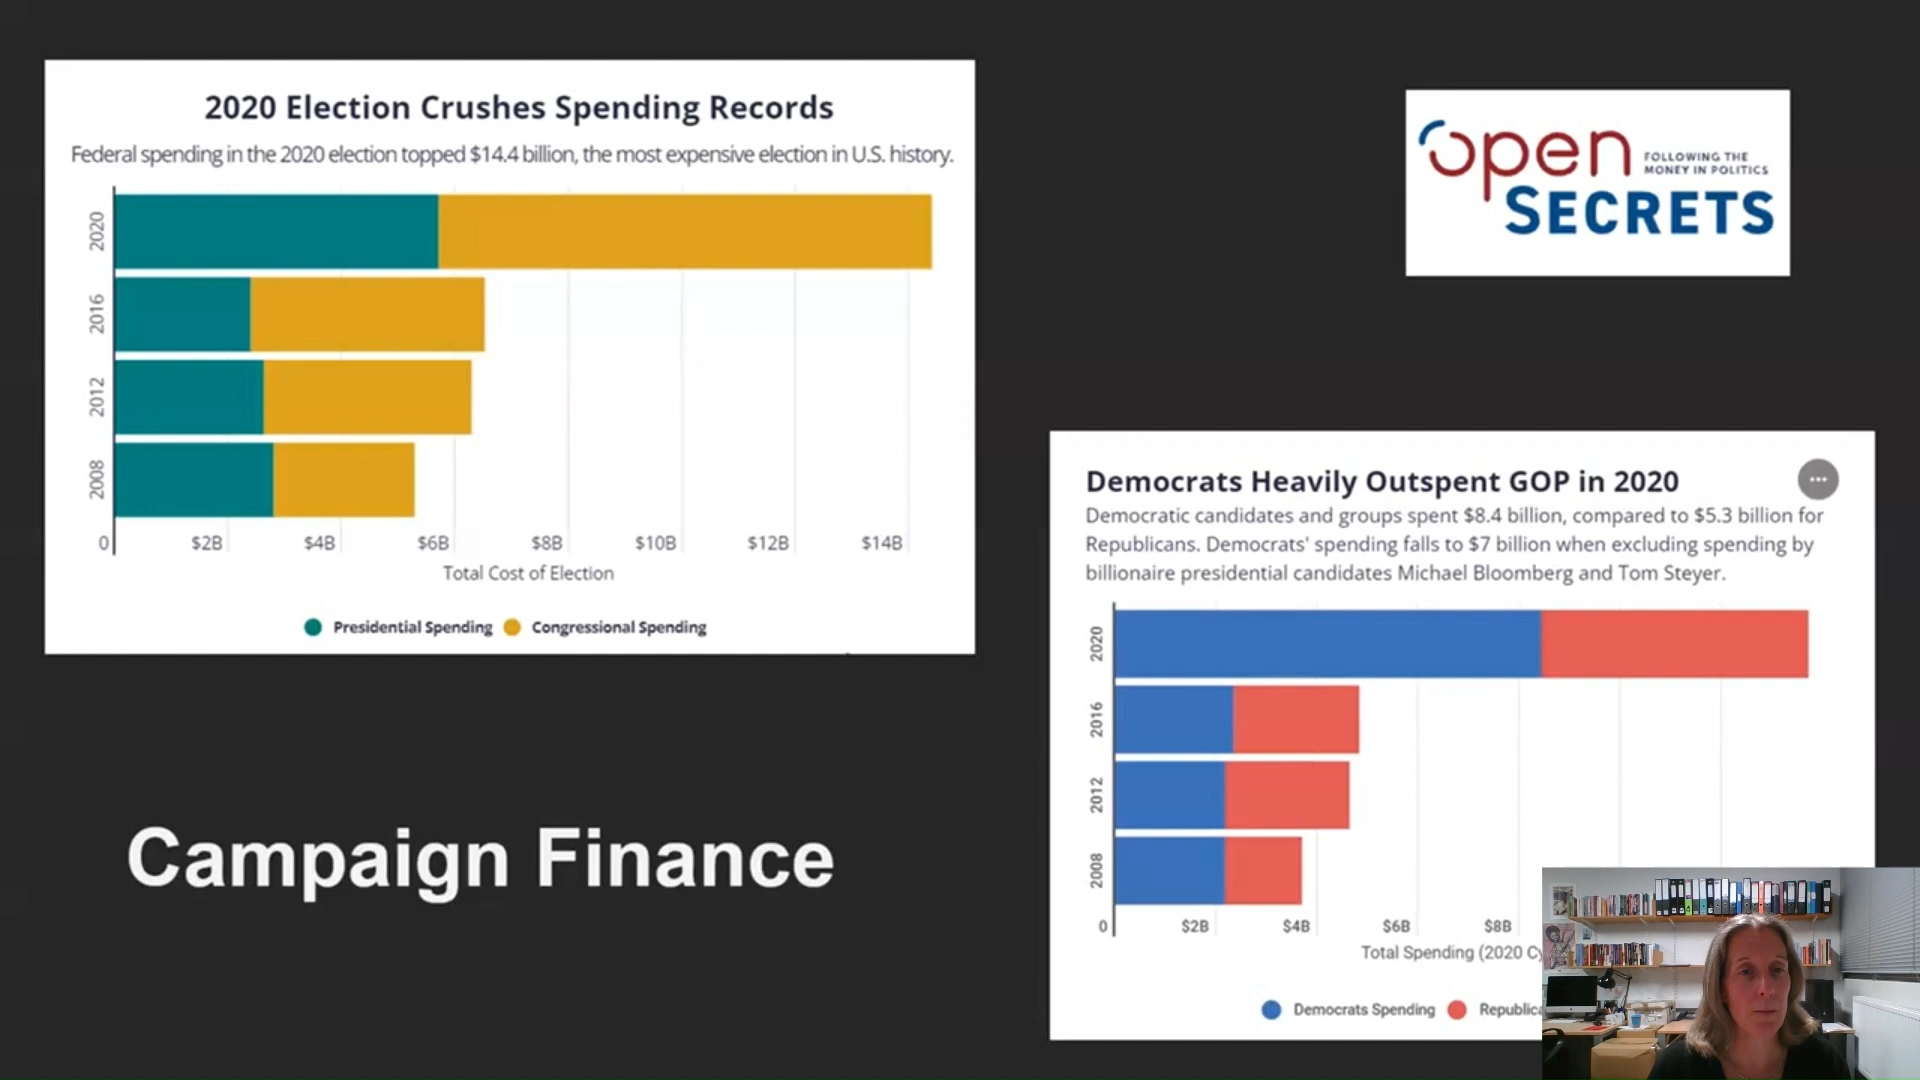 2020 Election Crushes Spending Records
Federal spending in the 2020 election topped $14.4 billion, the most expensive election in U.S. history.
2020
2016
2012
2008
0 $2B $4B $6B $8B $10B $12B $14B
Total Cost of Election
Presidential Spending Congressional Spending
open FOLLOWING THE
MONEY IN POLITICS
SECRETS
Democrats Heavily Outspent GOP in 2020
Democratic candidates and groups spent $8.4 billion, compared to $5.3 billion for
Republicans. Democrats' spending falls to $7 billion when excluding spending by
billionaire presidential candidates Michael Bloomberg and Tom Steyer.
2020
2016
2012
2008
0 $2B $4B $6B $8B
Total Spending (2020
Democrats Spending
Campaign Finance